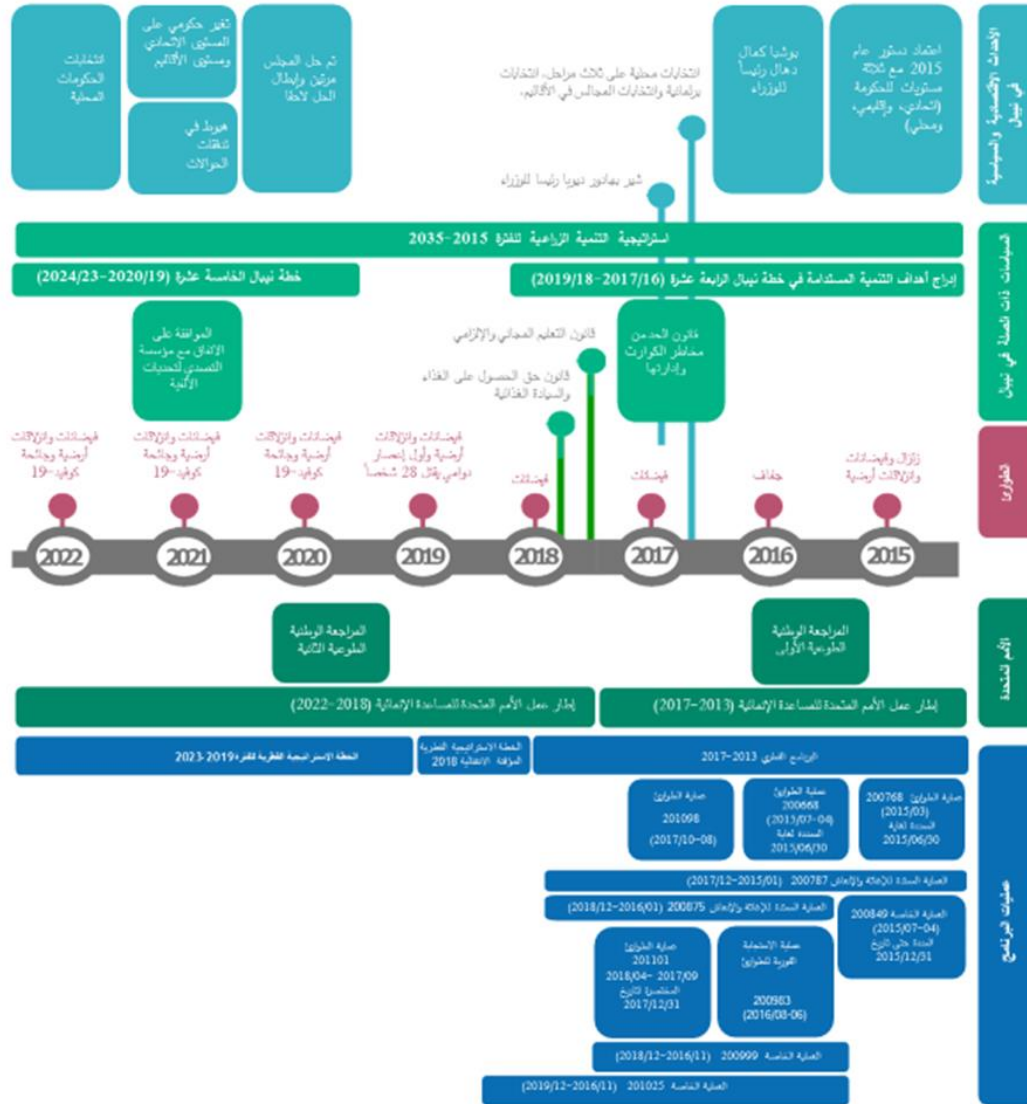 الأحداث الاقتصادية والسياسية
في نيبال
اعتماد دستور عام
2015 مع ثلاثة
مستويات للحكومة
(اتحادي، وإقليمي،
ومحلي)
بوشبا كمال
دهال رئيساً
للوزراء
انتخابات محلية على ثلاث مراحل، انتخابات
برلمانية وانتخابات المجالس في الأقاليم.
شير بهادور ديوبا رئيسا للوزراء
تم حل المجلس
مرتين وإبطال
الحل لاحقا
تغير حكومي على
المستوى الاتحادي
ومستوى الأقاليم
هبوط في
تدفقات
الحوالات
انتخابات
الحكومات
المحلية
السياسات ذات الصلة في نيبال
استراتيجية التنمية الزراعية للفترة 2015-2035
إدراج أهداف التنمية المستدامة في خطة نيبال الرابعة عشرة (2017/16-2019/18)
خطة نيبال الخامسة عشرة (2020/19-2024/23)
قانون الحد من
مخاطر الكوارث
وإدارتها
قانون التعليم المجاني والإلزامي
قانون حق الحصول على الغذاء
والسيادة الغذائية
الموافقة على
الاتفاق مع مؤسسة
التصدي لتحديات
الألفية
الطوارئ
زلزال وفيضانات
وانزلاقات أرضية
جفاف
فيضانات
فيضانات
فيضانات وانزلاقات
أرضية وأول إعصار
دوامي يقتل 28 شخصاً
فيضانات وانزلاقات
أرضية وجائحة
كوفيد-19
فيضانات وانزلاقات
أرضية وجائحة
كوفيد-19
فيضانات وانزلاقات
أرضية وجائحة
كوفيد-19
2015
2016
2017
2018
2019
2020
2021
2022
الأمم المتحدة
المراجعة الوطنية
الطوعية الأولى
المراجعة الوطنية
الطوعية الثانية
إطار عمل الأمم المتحدة للمساعدة الإنمائية (2013-2017)
إطار عمل الأمم المتحدة للمساعدة الإنمائية (2018-2022)
عمليات البرنامج
البرنامج القطري 2013-2017
الخطة الاستراتيجية القطرية
المؤقتة الانتقالية 2018
الخطة الاستراتيجية القطرية للفترة 2019-2023
عملية الطوارئ 200768
(2015/03)
الممددة لغاية
2015/06/30
عملية الطوارئ
200668
(2013/07-04)
الممددة لغاية
2015/06/30
عملية الطوارئ
201098
(2017/10-08)
العملية الممتدة للإغاثة والإنعاش 200787 (2015/01-2017/12)
العملية الممتدة للإغاثة والإنعاش 200875 (2016/01-2018/12)
العملية الخاصة 200849
(2015/07-04)
الممددة حتى تاريخ
2015/12/31
عملية الاستجابة
الفورية للطوارئ
200983
(2016/08-06)
عملية الطوارئ
201101
2017/09 -2018/04
المختصرة لتاريخ
2017/12/31
العملية الخاصة 200999 (2016/11-2018/12)
العملية الخاصة 201025 (2016/11-2019/12)